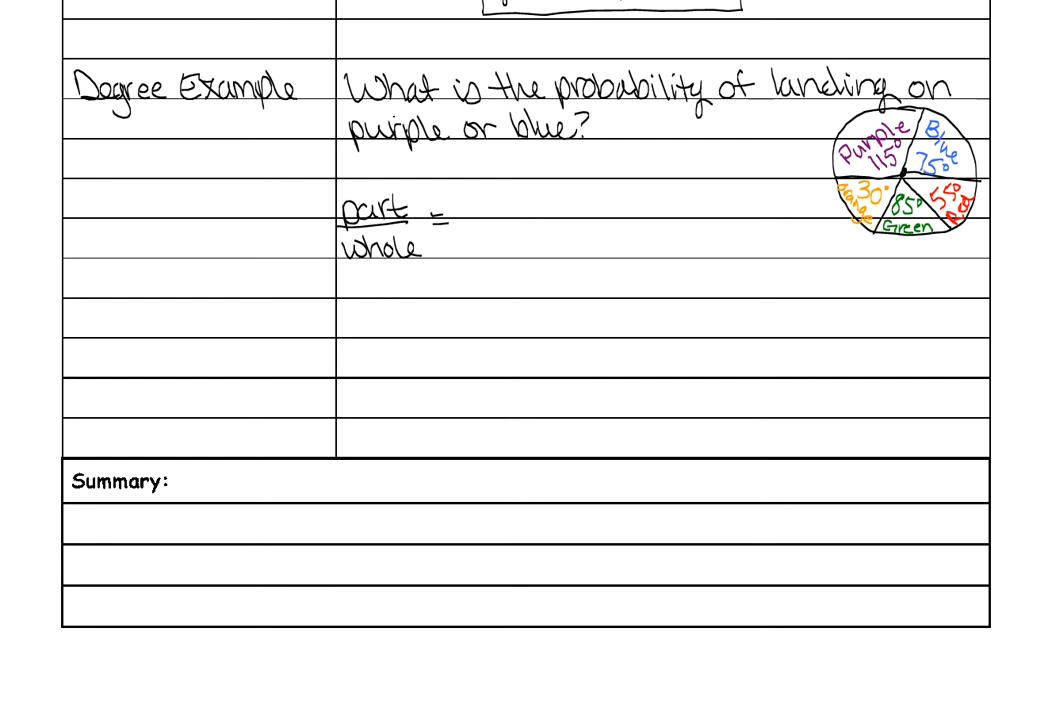 Degree Example
What is the probability of landing on
purple or blue?
Purple
115°
Blue
75°
30°
orange
85°
Green
55°
Red
part =
whole
Summary: